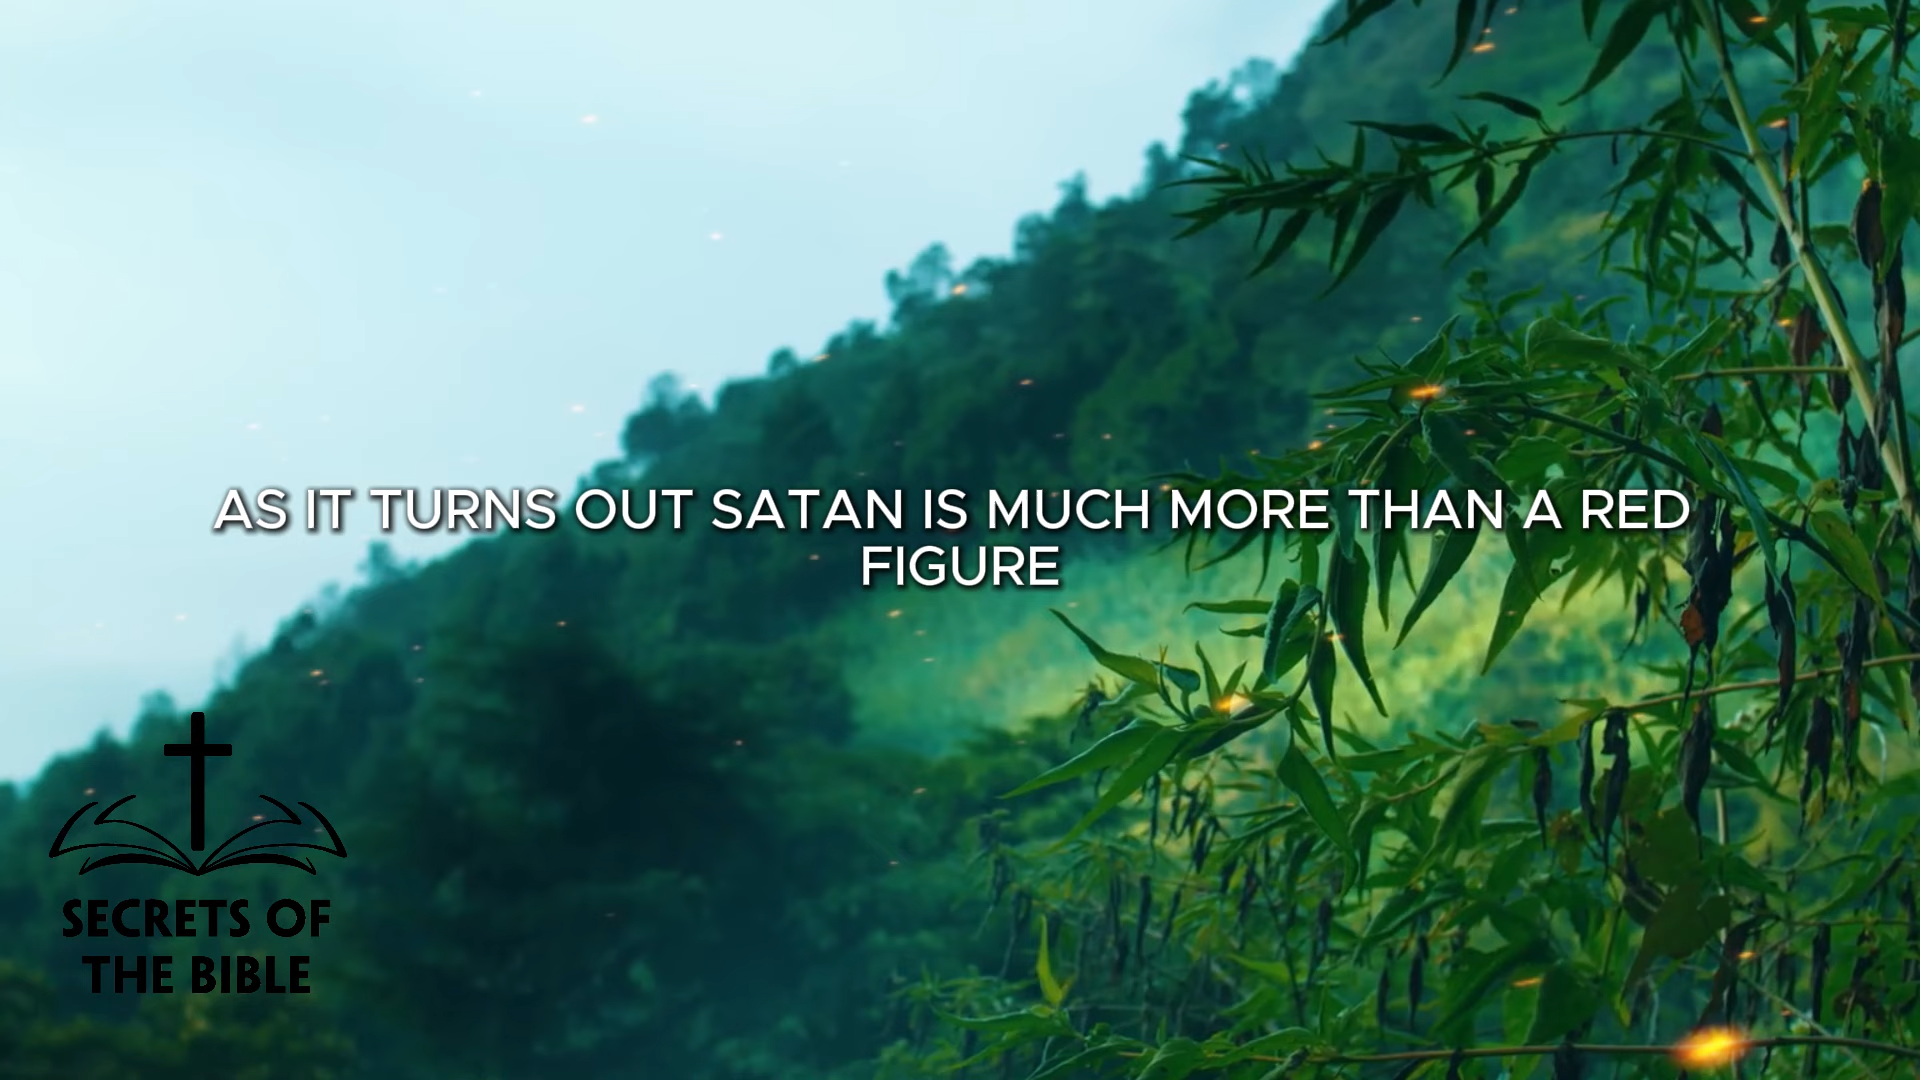 AS IT TURNS OUT SATAN IS MUCH MORE THAN A RED
FIGURE
SECRETS OF
THE BIBLE